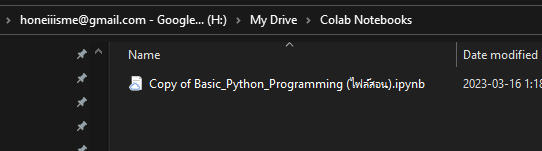 honeiiisme@gmail.com - Google... (H:) > My Drive > Colab Notebooks
Name Date modified
Copy of Basic_Python_Programming (ไฟล์สอน).ipynb 2023-03-16 1:18